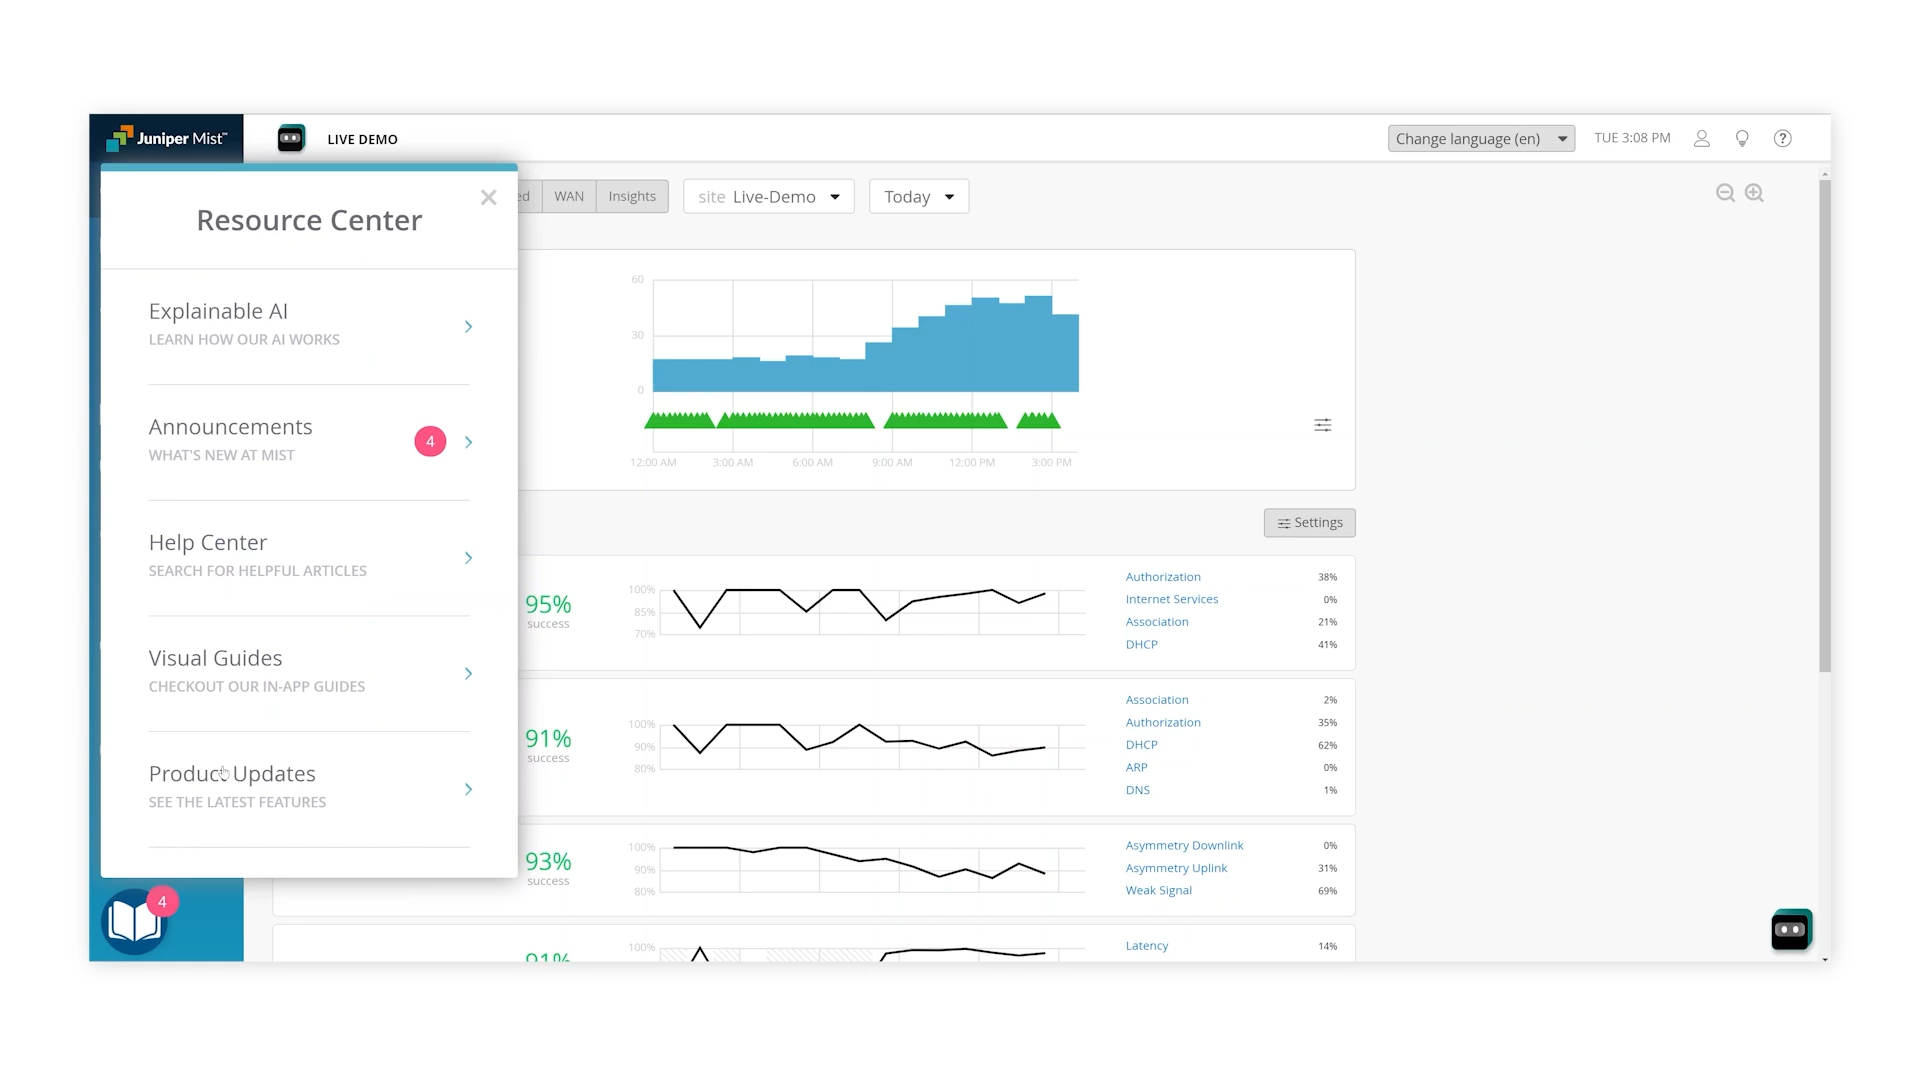 Juniper Mist™
LIVE DEMO
Change language (en)
TUE 3:08 PM
?
Resource Center
Explainable AI
LEARN HOW OUR AI WORKS
Announcements
WHAT'S NEW AT MIST
4
Help Center
SEARCH FOR HELPFUL ARTICLES
Visual Guides
CHECKOUT OUR IN-APP GUIDES
Product Updates
SEE THE LATEST FEATURES
4
WAN
Insights
site Live-Demo
Today
60
30
0
12:00 AM 3:00 AM 6:00 AM 9:00 AM 12:00 PM 3:00 PM
Settings
95%
success
100%
85%
70%
Authorization 38%
Internet Services 0%
Association 21%
DHCP 41%
91%
success
100%
90%
80%
Association 2%
Authorization 35%
DHCP 62%
ARP 0%
DNS 1%
93%
success
100%
90%
80%
Asymmetry Downlink 0%
Asymmetry Uplink 31%
Weak Signal 69%
91%
100%
Latency 14%